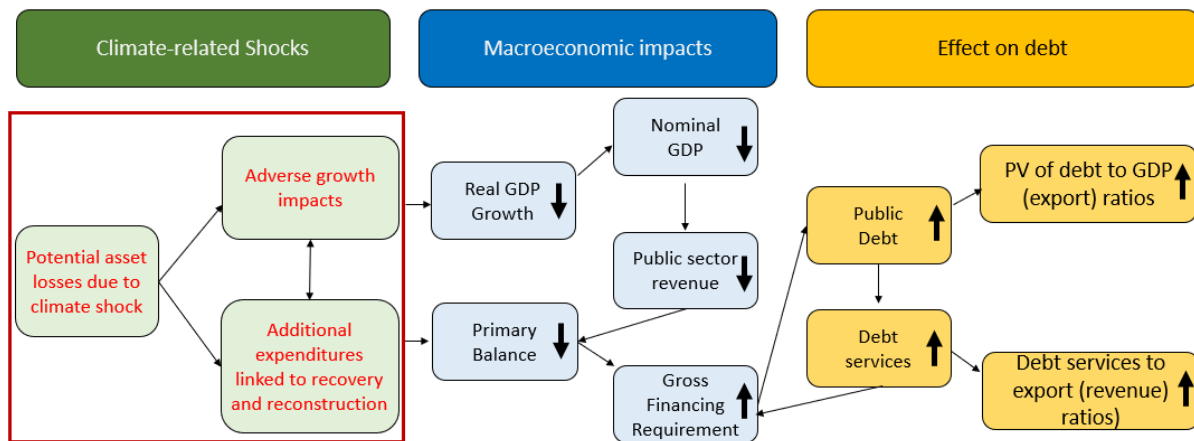 Climate-related Shocks
Macroeconomic impacts
Effect on debt
Potential asset
losses due to
climate shock
Adverse growth
impacts
Additional
expenditures
linked to recovery
and reconstruction
Real GDP
Growth
Nominal
GDP
Public sector
revenue
Primary
Balance
Gross
Financing
Requirement
Public
Debt
Debt
services
PV of debt to GDP
(export) ratios
Debt services to
export (revenue)
ratios)